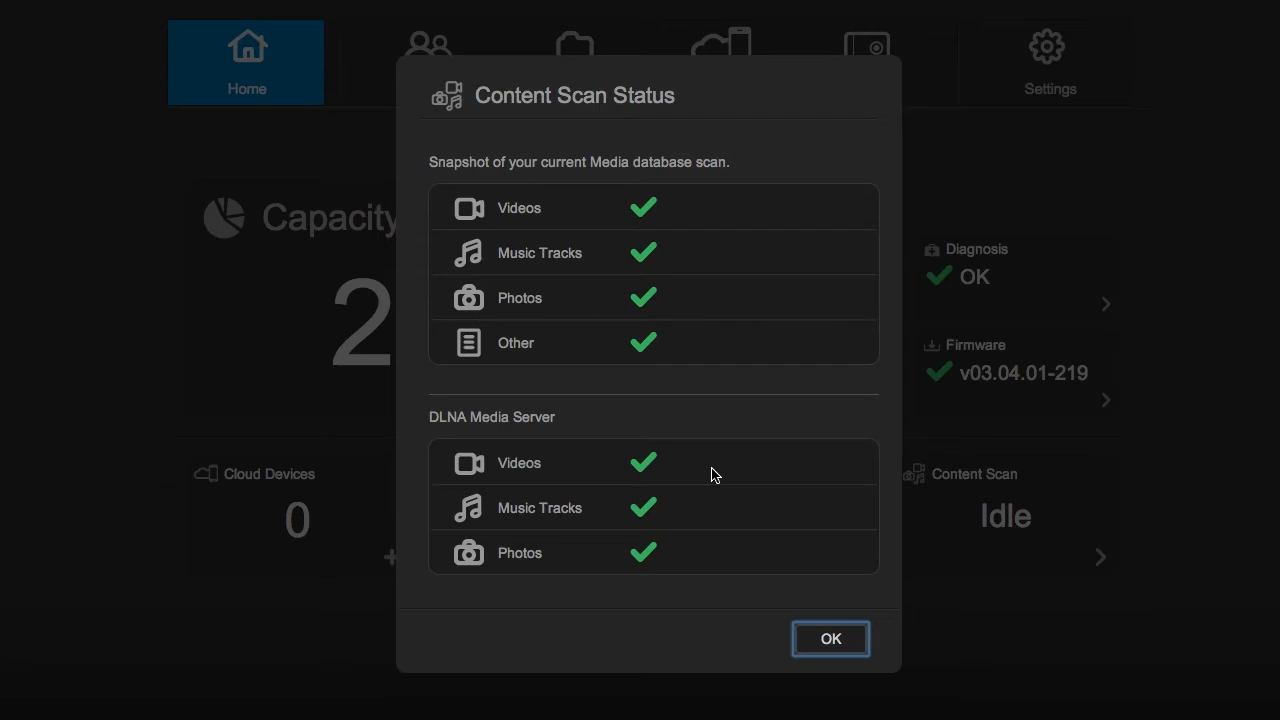 Home
Settings
Content Scan Status
Snapshot of your current Media database scan.
Videos
Music Tracks
Photos
Other
DLNA Media Server
Videos
Music Tracks
Photos
OK
Capacity
2
Diagnosis
OK
Firmware
v03.04.01-219
Cloud Devices
0
Content Scan
Idle